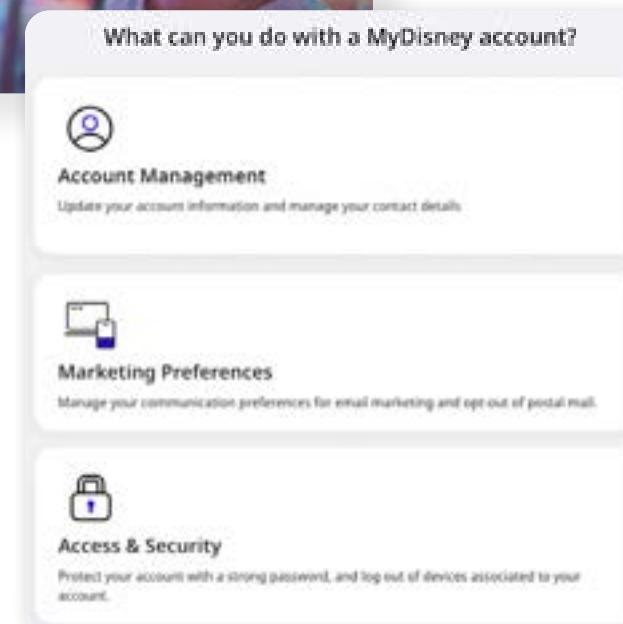 What can you do with a MyDisney account?
Account Management
Update your account information and manage your contact details
Marketing Preferences
Manage your communication preferences for email marketing and opt out of postal mail.
Access & Security
Protect your account with a strong password, and log out of devices associated to your
account.